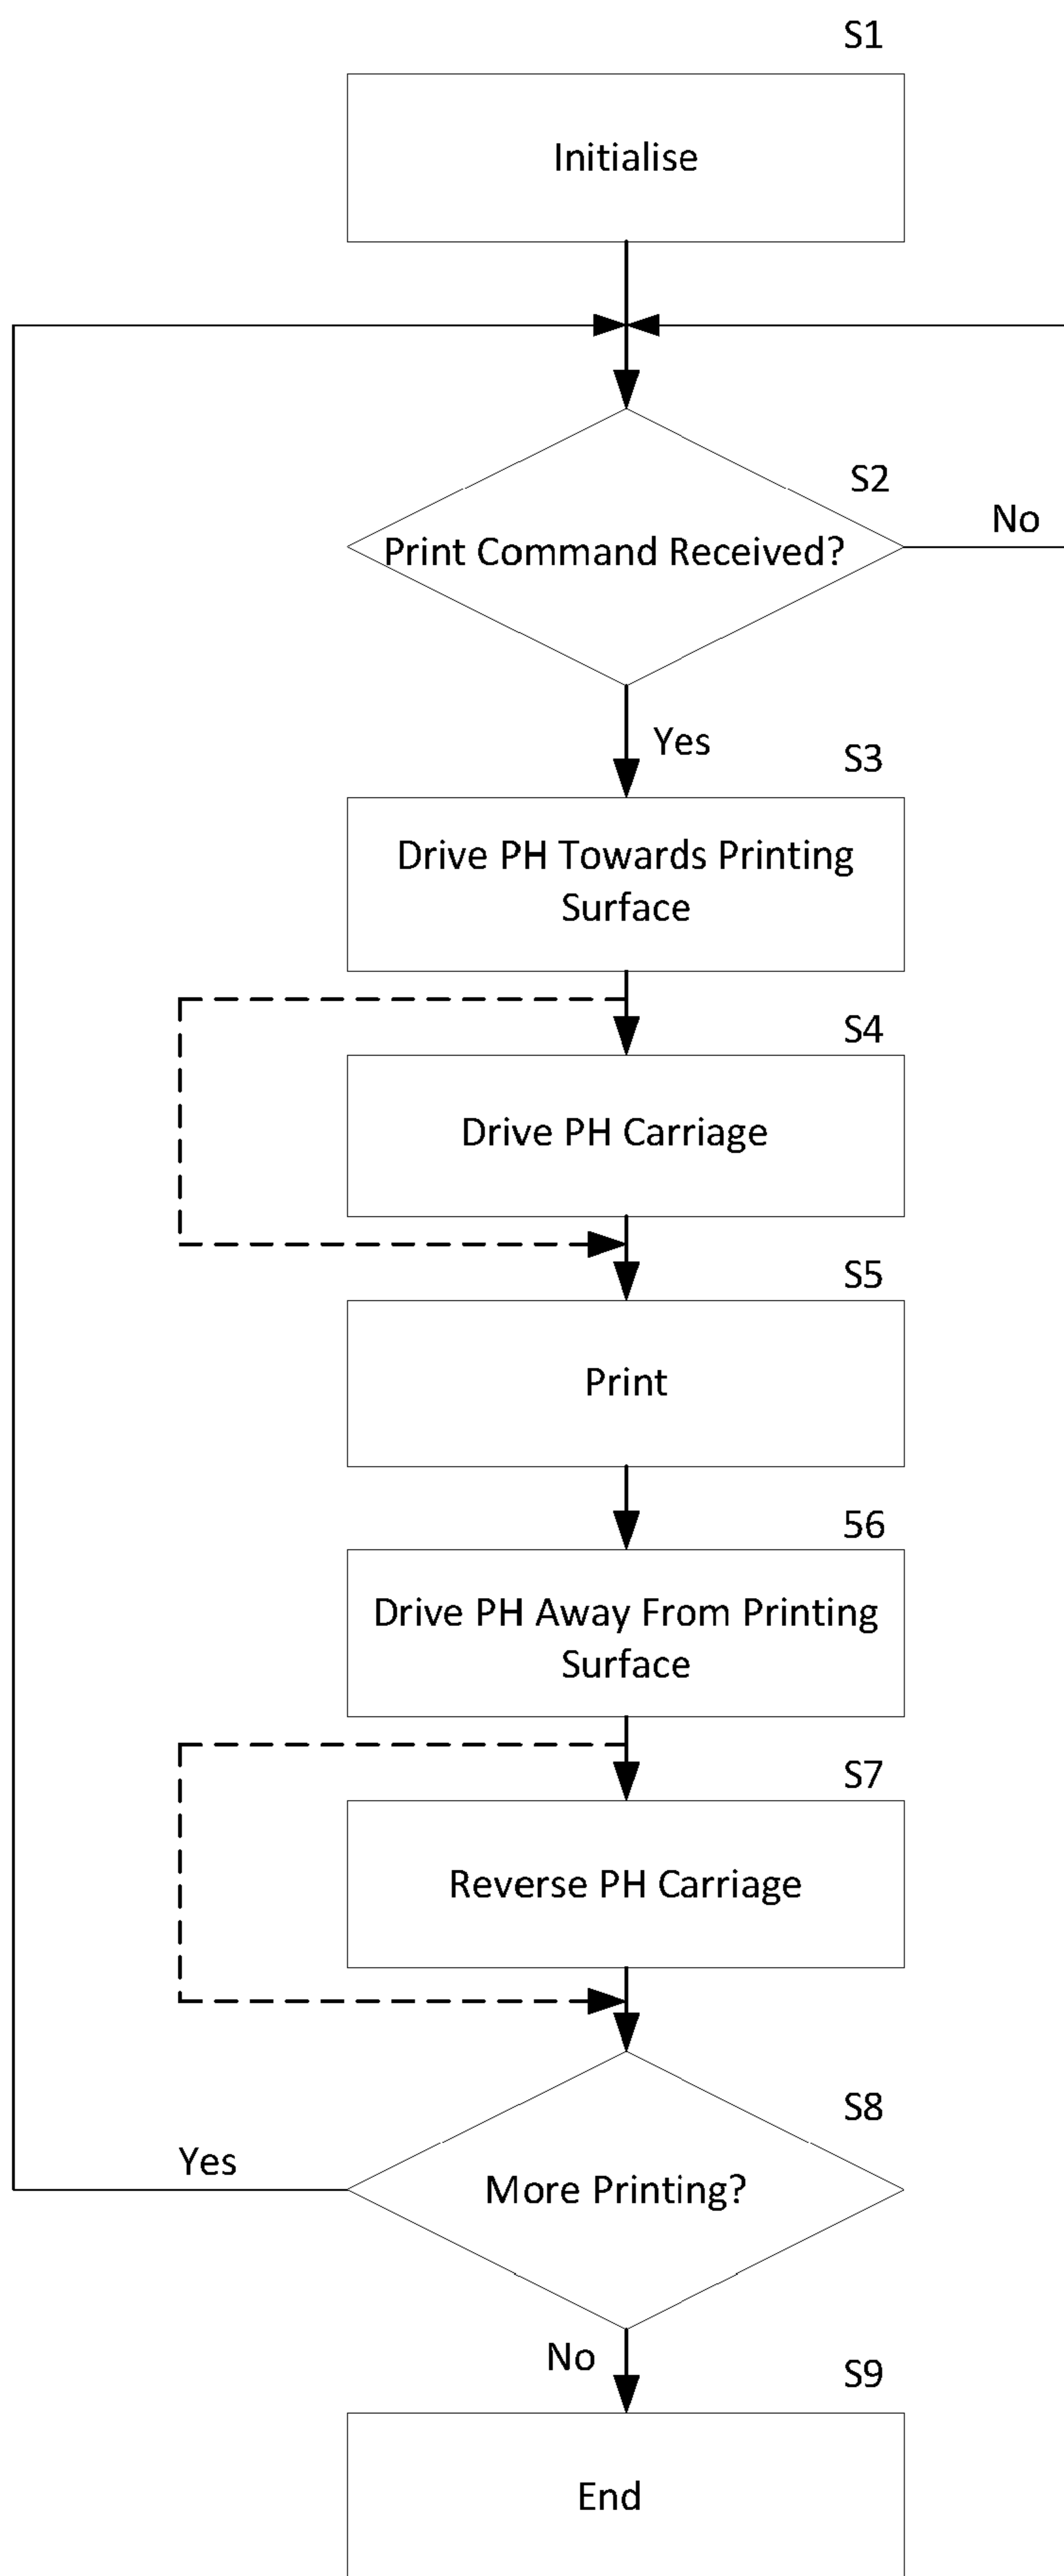 S1
Initialise
S2
Print Command Received?
No
Yes
S3
Drive PH Towards Printing
Surface
S4
Drive PH Carriage
S5
Print
56
Drive PH Away From Printing
Surface
S7
Reverse PH Carriage
S8
Yes
More Printing?
No
S9
End